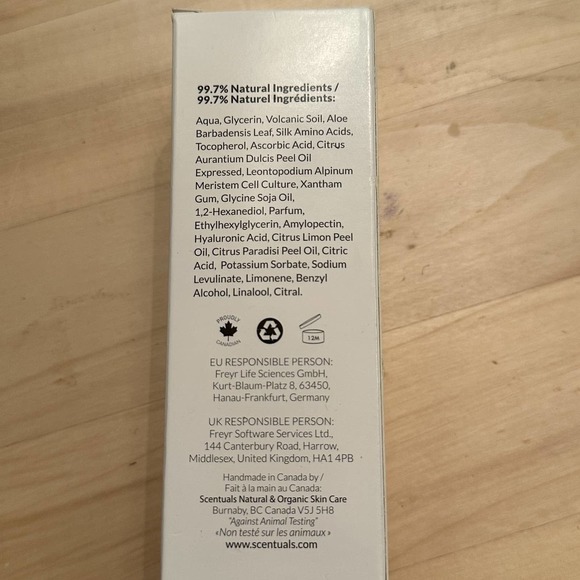 99.7% Natural Ingredients /
99.7% Naturel Ingrédients:
Aqua, Glycerin, Volcanic Soil, Aloe
Barbadensis Leaf, Silk Amino Acids,
Tocopherol, Ascorbic Acid, Citrus
Aurantium Dulcis Peel Oil
Expressed, Leontopodium Alpinum
Meristem Cell Culture, Xantham
Gum, Glycine Soja Oil,
1,2-Hexanediol, Parfum,
Ethylhexylglycerin, Amylopectin,
Hyaluronic Acid, Citrus Limon Peel
Oil, Citrus Paradisi Peel Oil, Citric
Acid, Potassium Sorbate, Sodium
Levulinate, Limonene, Benzyl
Alcohol, Linalool, Citral.
PROUDLY
CANADIAN
12M
EU RESPONSIBLE PERSON:
Freyr Life Sciences GmbH,
Kurt-Blaum-Platz 8, 63450,
Hanau-Frankfurt, Germany
UK RESPONSIBLE PERSON:
Freyr Software Services Ltd.,
144 Canterbury Road, Harrow,
Middlesex, United Kingdom, HA1 4PB
Handmade in Canada by /
Fait à la main au Canada:
Scentuals Natural & Organic Skin Care
Burnaby, BC Canada V5J 5H8
"Against Animal Testing"
«Non testé sur les animaux»
www.scentuals.com